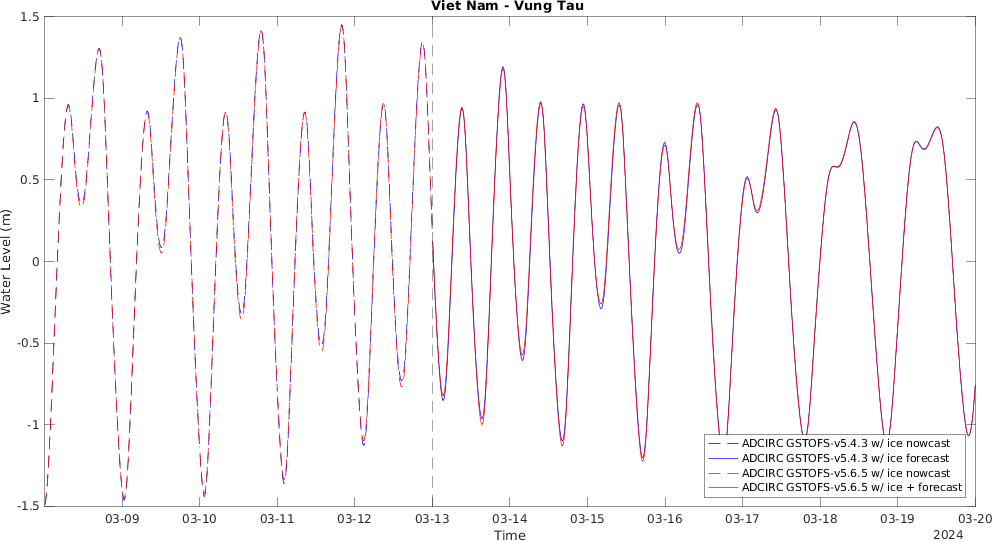 Viet Nam - Vung Tau
1.5
1
0.5
0
-0.5
-1
-1.5
Water Level (m)
03-09
03-10
03-11
03-12
03-13
03-14
03-15
03-16
03-17
03-18
03-19
03-20
Time
2024
ADCIRC GSTOFS-v5.4.3 w/ ice nowcast
ADCIRC GSTOFS-v5.4.3 w/ ice forecast
ADCIRC GSTOFS-v5.6.5 w/ ice nowcast
ADCIRC GSTOFS-v5.6.5 w/ ice + forecast